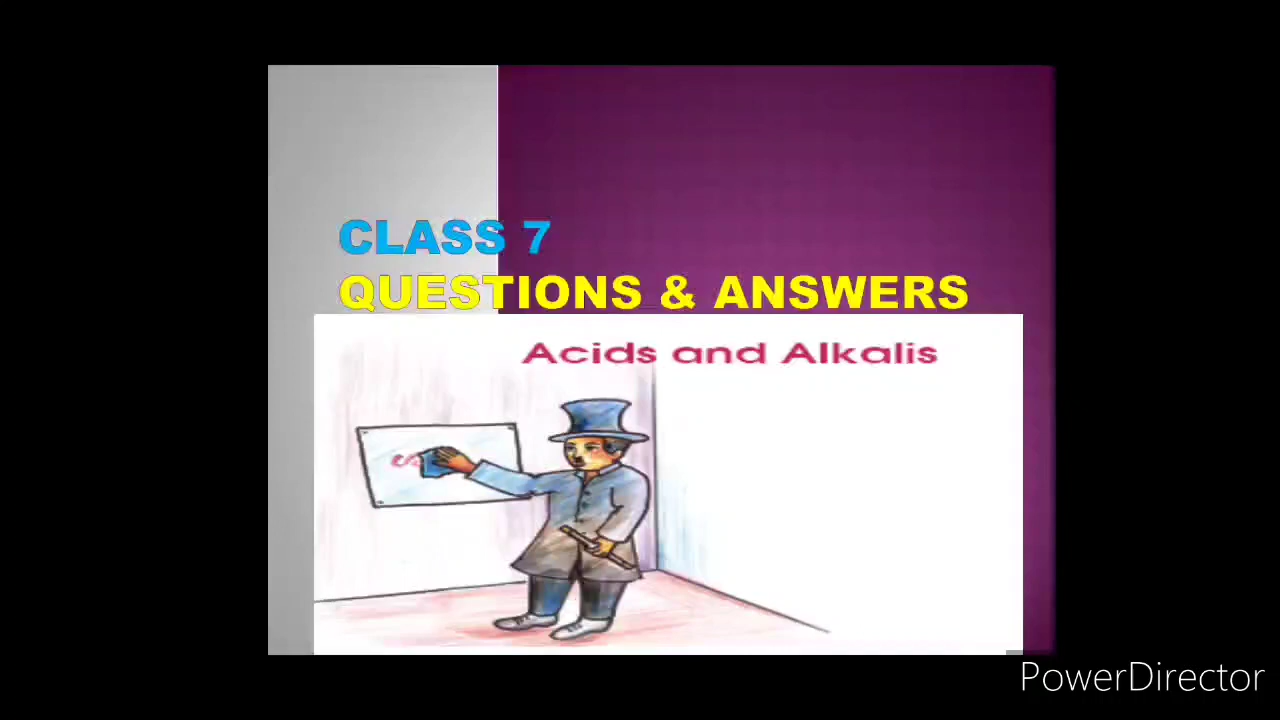 CLASS 7
QUESTIONS & ANSWERS
Acids and Alkalis
PowerDirector